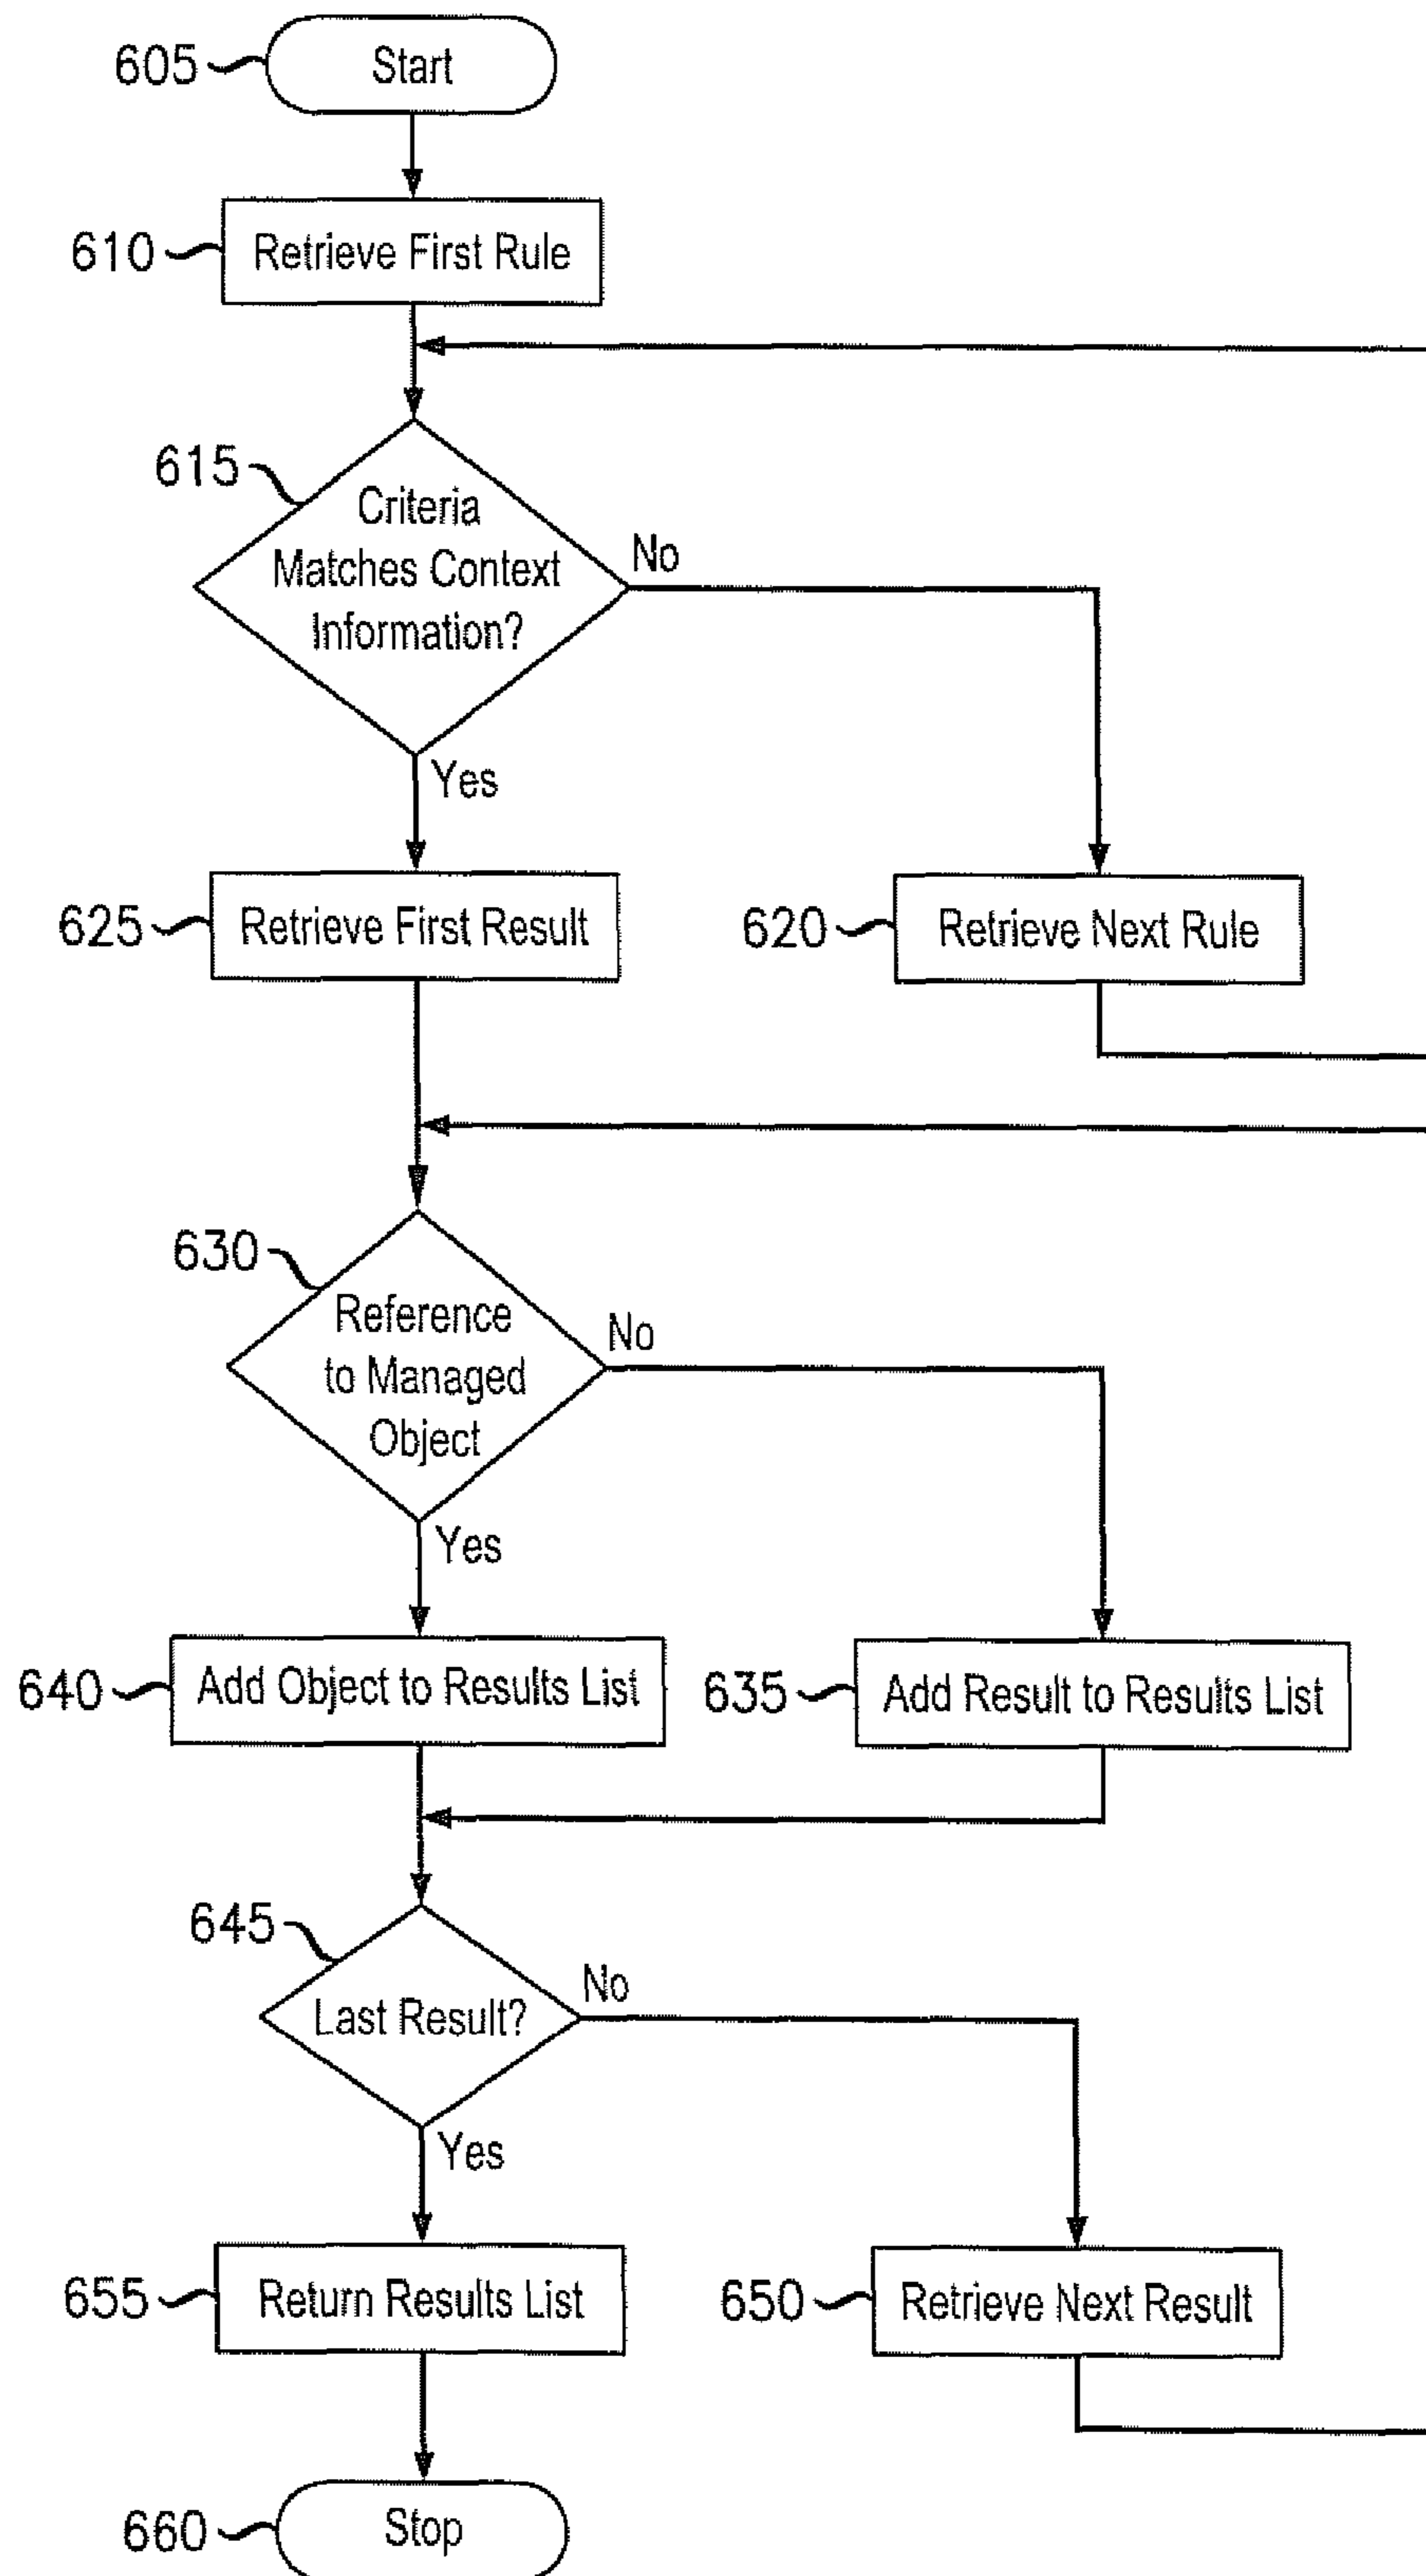 605
Start
610
Retrieve First Rule
615
Criteria
Matches Context
Information?
No
Yes
625
Retrieve First Result
620
Retrieve Next Rule
630
Reference
to Managed
Object
No
Yes
640
Add Object to Results List
635
Add Result to Results List
645
Last Result?
No
Yes
655
Return Results List
650
Retrieve Next Result
660
Stop